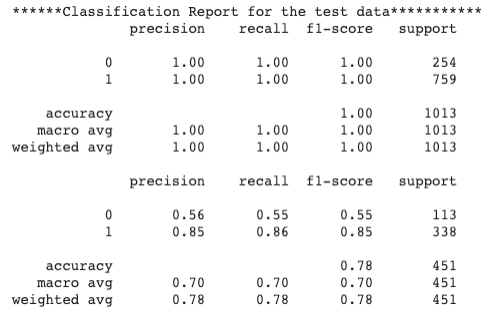 ******Classification Report for the test data***********
precision recall f1-score support
0 1.00 1.00 1.00 254
1 1.00 1.00 1.00 759
accuracy 1.00 1013
macro avg 1.00 1.00 1.00 1013
weighted avg 1.00 1.00 1.00 1013
precision recall f1-score support
0 0.56 0.55 0.55 113
1 0.85 0.86 0.85 338
accuracy 0.78 451
macro avg 0.70 0.70 0.70 451
weighted avg 0.78 0.78 0.78 451